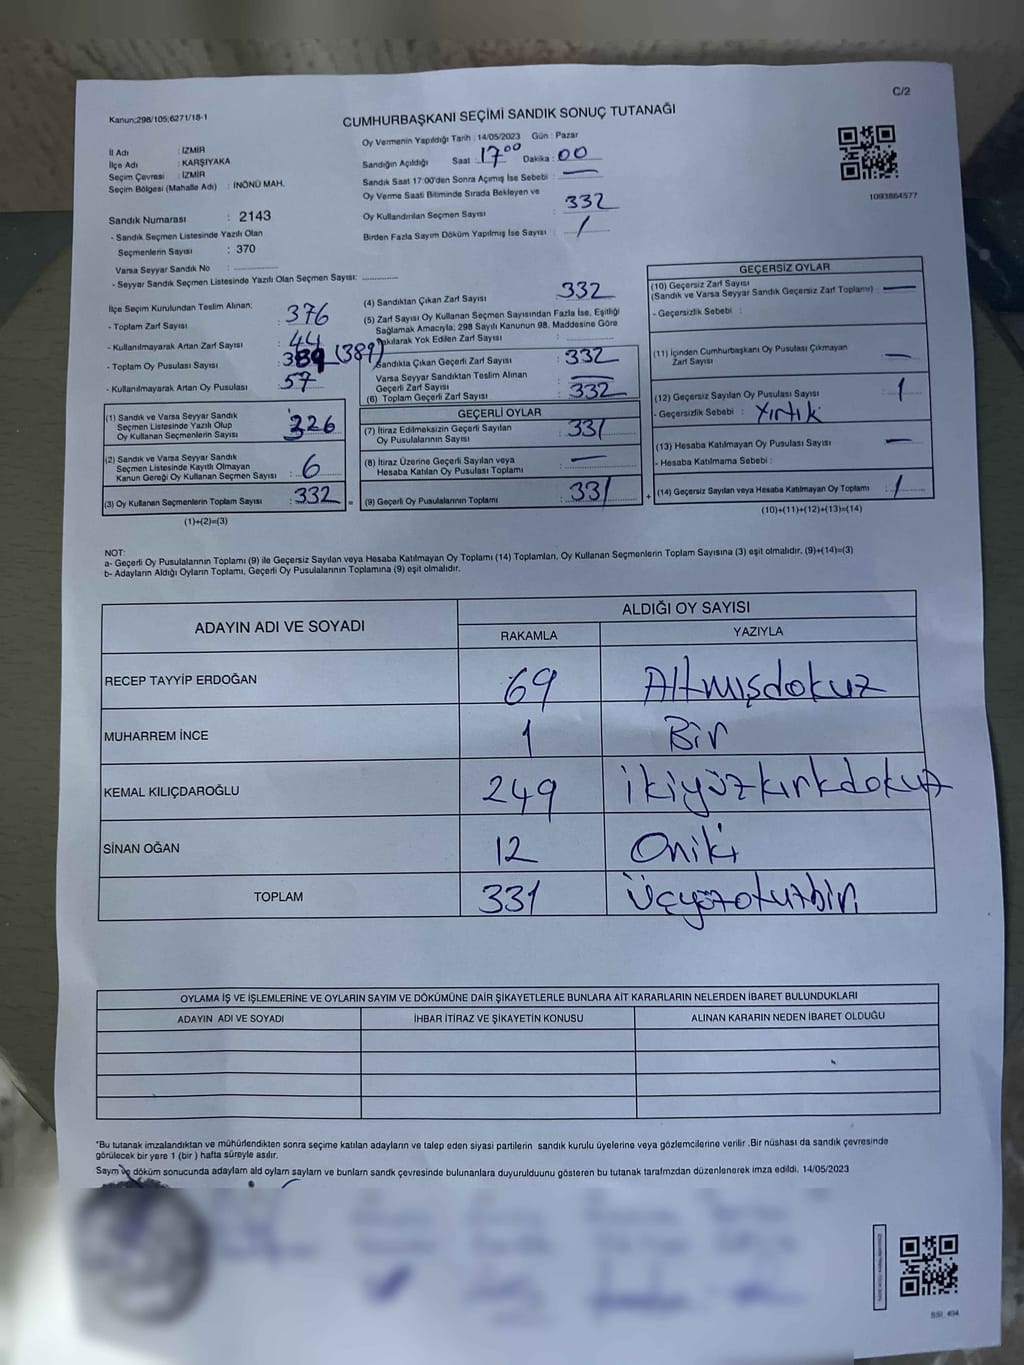 C/2
Kanun;298/105;6271/18-1
CUMHURBAŞKANI SEÇİMİ SANDIK SONUÇ TUTANAĞI
Oy Vermenin Yapıldığı Tarih : 14/05/2023 Gün : Pazar
İl Adı : İZMİR
İlçe Adı : KARŞIYAKA
Seçim Çevresi : İZMİR
Seçim Bölgesi (Mahalle Adı) : İNÖNÜ MAH.
Sandığın Açıldığı Saat : 17⁰⁰ Dakika : 00
Sandık Saat 17:00'den Sonra Açımış İse Sebebi : —
Oy Verme Saati Bitiminde Sırada Bekleyen ve
Oy Kullandırılan Seçmen Sayısı : 332
Birden Fazla Sayım Döküm Yapılmış İse Sayısı : /
1093864577
Sandık Numarası : 2143
- Sandık Seçmen Listesinde Yazılı Olan
Seçmenlerin Sayısı : 370
Varsa Seyyar Sandık No :
- Seyyar Sandık Seçmen Listesinde Yazılı Olan Seçmen Sayısı:
İlçe Seçim Kurulundan Teslim Alınan:
- Toplam Zarf Sayısı : 376
- Kullanılmayarak Artan Zarf Sayısı : 44
- Toplam Oy Pusulası Sayısı : 389 (389)
- Kullanılmayarak Artan Oy Pusulası : 57
(1) Sandık ve Varsa Seyyar Sandık
Seçmen Listesinde Yazılı Olup
Oy Kullanan Seçmenlerin Sayısı : 326
(2) Sandık ve Varsa Seyyar Sandık
Seçmen Listesinde Kayıtlı Olmayan
Kanun Gereği Oy Kullanan Seçmen Sayısı : 6
(3) Oy Kullanan Seçmenlerin Toplam Sayısı : 332
(1)+(2)=(3)
(4) Sandıktan Çıkan Zarf Sayısı : 332
(5) Zarf Sayısı Oy Kullanan Seçmen Sayısından Fazla İse, Eşitliği
Sağlamak Amacıyla; 298 Sayılı Kanunun 98. Maddesine Göre
Yakılarak Yok Edilen Zarf Sayısı :
Sandıkta Çıkan Geçerli Zarf Sayısı : 332
Varsa Seyyar Sandıktan Teslim Alınan
Geçerli Zarf Sayısı : —
(6) Toplam Geçerli Zarf Sayısı : 332
GEÇERLİ OYLAR
(7) İtiraz Edilmeksizin Geçerli Sayılan
Oy Pusulalarının Sayısı : 331
(8) İtiraz Üzerine Geçerli Sayılan veya
Hesaba Katılan Oy Pusulası Toplamı : —
(9) Geçerli Oy Pusulalarının Toplamı : 331
GEÇERSİZ OYLAR
(10) Geçersiz Zarf Sayısı
(Sandık ve Varsa Seyyar Sandık Geçersiz Zarf Toplamı) : —
- Geçersizlik Sebebi :
(11) İçinden Cumhurbaşkanı Oy Pusulası Çıkmayan
Zarf Sayısı : —
(12) Geçersiz Sayılan Oy Pusulası Sayısı : 1
- Geçersizlik Sebebi : Yırtık
(13) Hesaba Katılmayan Oy Pusulası Sayısı : —
- Hesaba Katılmama Sebebi :
(14) Geçersiz Sayılan veya Hesaba Katılmayan Oy Toplamı : 1
(10)+(11)+(12)+(13)=(14)
NOT:
a- Geçerli Oy Pusulalarının Toplamı (9) ile Geçersiz Sayılan veya Hesaba Katılmayan Oy Toplamı (14) Toplamları, Oy Kullanan Seçmenlerin Toplam Sayısına (3) eşit olmalıdır. (9)+(14)=(3)
b- Adayların Aldığı Oyların Toplamı, Geçerli Oy Pusulalarının Toplamına (9) eşit olmalıdır.
ADAYIN ADI VE SOYADI
ALDIĞI OY SAYISI
RAKAMLA YAZIYLA
RECEP TAYYİP ERDOĞAN 69 Altmışdokuz
MUHARREM İNCE 1 Bir
KEMAL KILIÇDAROĞLU 249 ikiyüzkırkdokuz
SİNAN OĞAN 12 Oniki
TOPLAM 331 Üçyüzotuzbir
OYLAMA İŞ VE İŞLEMLERİNE VE OYLARIN SAYIM VE DÖKÜMÜNE DAİR ŞİKAYETLERLE BUNLARA AİT KARARLARIN NELERDEN İBARET BULUNDUKLARI
ADAYIN ADI VE SOYADI İHBAR İTİRAZ VE ŞİKAYETİN KONUSU ALINAN KARARIN NEDEN İBARET OLDUĞU
*Bu tutanak imzalandıktan ve mühürlendikten sonra seçime katılan adayların ve talep eden siyasi partilerin sandık kurulu üyelerine veya gözlemcilerine verilir .Bir nüshası da sandık çevresinde
görülecek bir yere 1 (bir ) hafta süreyle asılır.
Saym ve döküm sonucunda adaylarn ald oylarn saylarn ve bunlarn sandk çevresinde bulunanlara duyurulduunu gösteren bu tutanak tarafmzdan düzenlenerek imza edildi. 14/05/2023